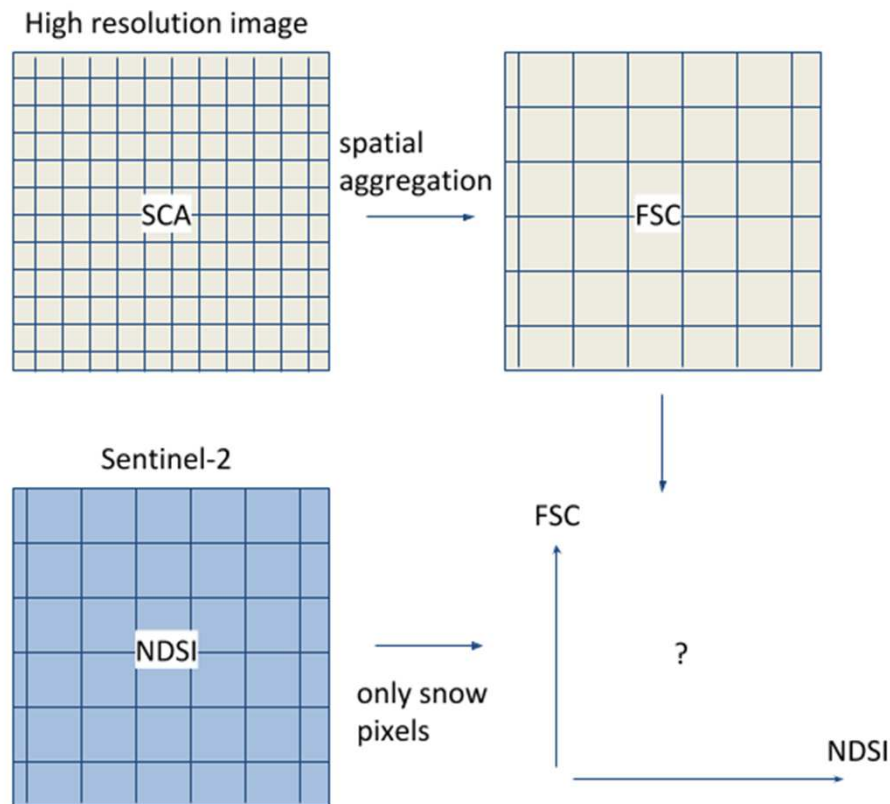 High resolution image
SCA
spatial
aggregation
FSC
Sentinel-2
NDSI
only snow
pixels
FSC
?
NDSI